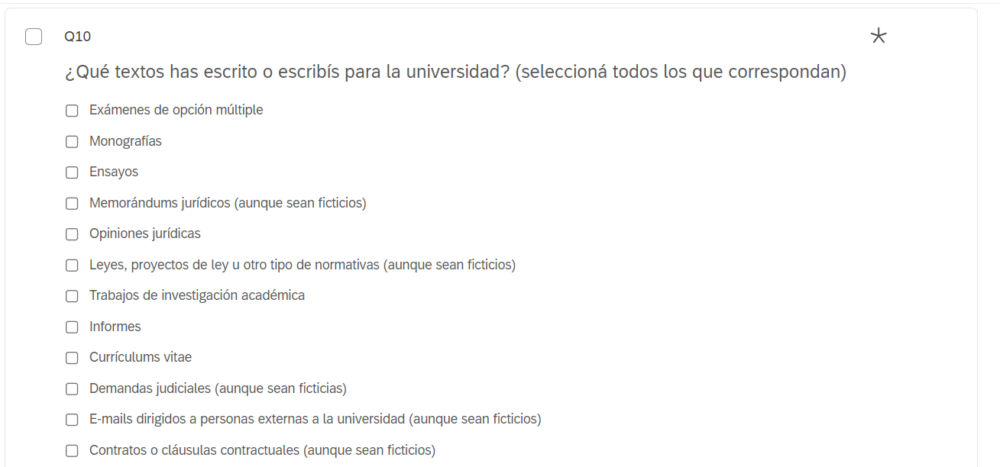 Q10
¿Qué textos has escrito o escribís para la universidad? (seleccioná todos los que correspondan)
Exámenes de opción múltiple
Monografías
Ensayos
Memorándums jurídicos (aunque sean ficticios)
Opiniones jurídicas
Leyes, proyectos de ley u otro tipo de normativas (aunque sean ficticios)
Trabajos de investigación académica
Informes
Currículums vitae
Demandas judiciales (aunque sean ficticias)
E-mails dirigidos a personas externas a la universidad (aunque sean ficticios)
Contratos o cláusulas contractuales (aunque sean ficticios)